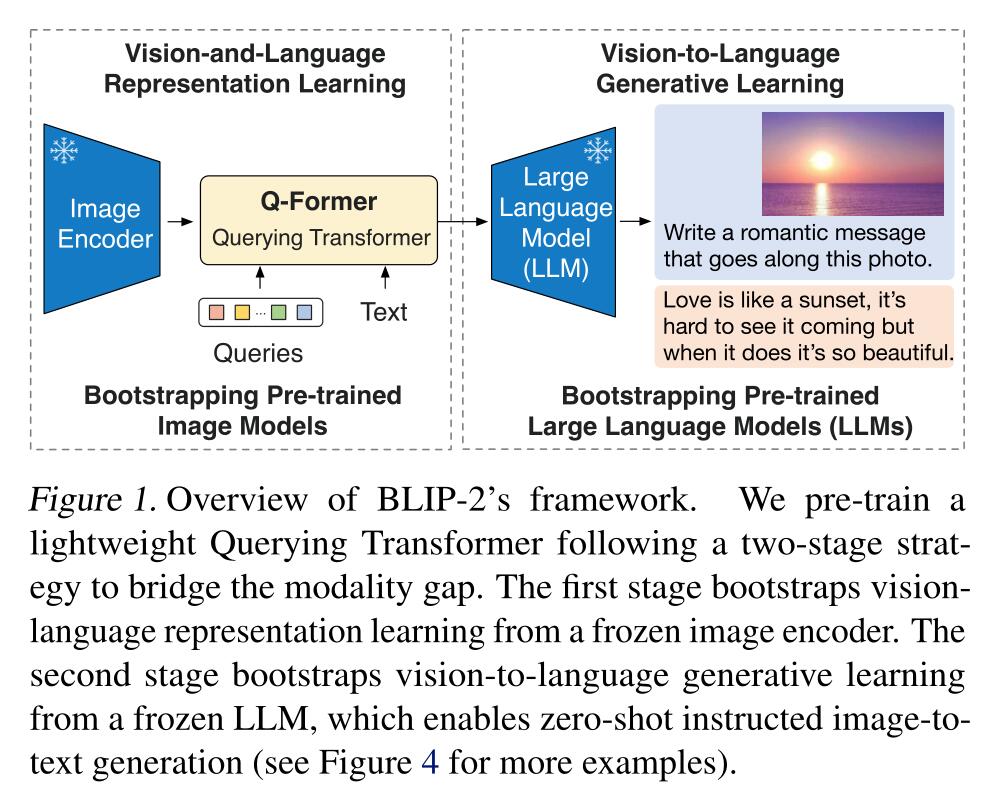 Vision-and-Language
Representation Learning
Image
Encoder
Q-Former
Querying Transformer
...
Queries
Text
Bootstrapping Pre-trained
Image Models
Vision-to-Language
Generative Learning
Large
Language
Model
(LLM)
Write a romantic message
that goes along this photo.
Love is like a sunset, it's
hard to see it coming but
when it does it's so beautiful.
Bootstrapping Pre-trained
Large Language Models (LLMs)
Figure 1. Overview of BLIP-2's framework. We pre-train a
lightweight Querying Transformer following a two-stage strat-
egy to bridge the modality gap. The first stage bootstraps vision-
language representation learning from a frozen image encoder. The
second stage bootstraps vision-to-language generative learning
from a frozen LLM, which enables zero-shot instructed image-to-
text generation (see Figure 4 for more examples).